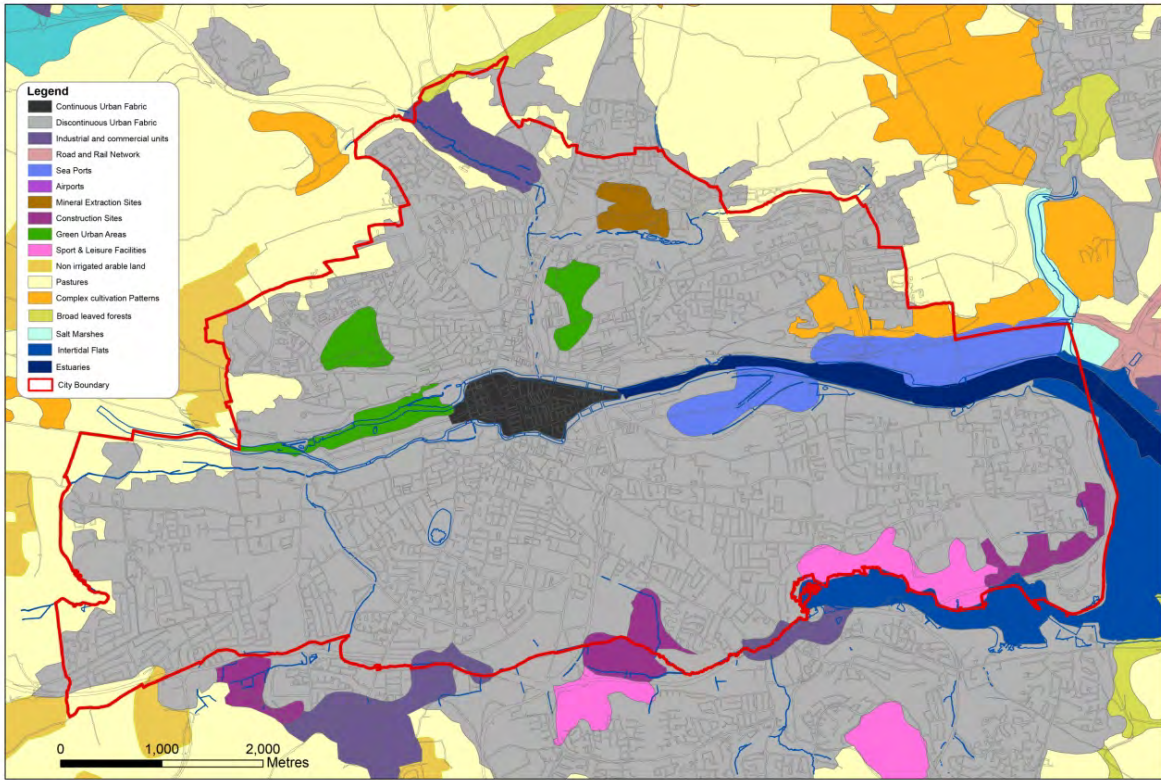 Legend
Continuous Urban Fabric
Discontinuous Urban Fabric
Industrial and commercial units
Road and Rail Network
Sea Ports
Airports
Mineral Extraction Sites
Construction Sites
Green Urban Areas
Sport & Leisure Facilities
Non irrigated arable land
Pastures
Complex cultivation Patterns
Broad leaved forests
Salt Marshes
Intertidal Flats
Estuaries
City Boundary
0 1,000 2,000
Metres